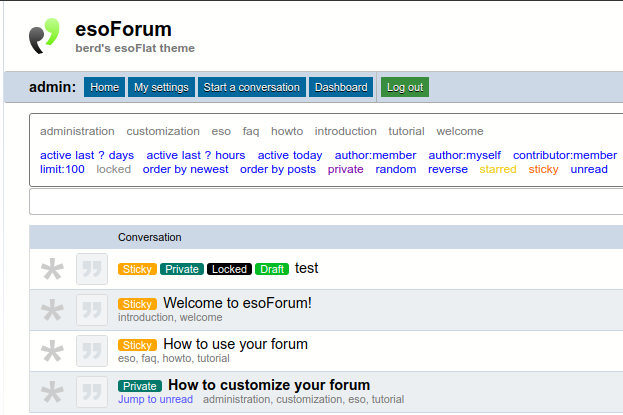 esoForum
berd's esoFlat theme
admin: Home My settings Start a conversation Dashboard Log out
administration customization eso faq howto introduction tutorial welcome
active last ? days active last ? hours active today author:member author:myself contributor:member
limit:100 locked order by newest order by posts private random reverse starred sticky unread
Conversation
Sticky Private Locked Draft test
Sticky Welcome to esoForum!
introduction, welcome
Sticky How to use your forum
eso, faq, howto, tutorial
Private How to customize your forum
Jump to unread administration, customization, eso, tutorial